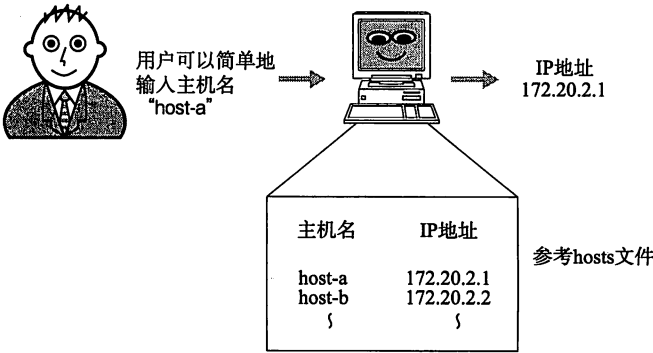 用户可以简单地
输入主机名
“host-a”
IP地址
172.20.2.1
主机名 IP地址
host-a 172.20.2.1
host-b 172.20.2.2
~ ~
参考hosts文件